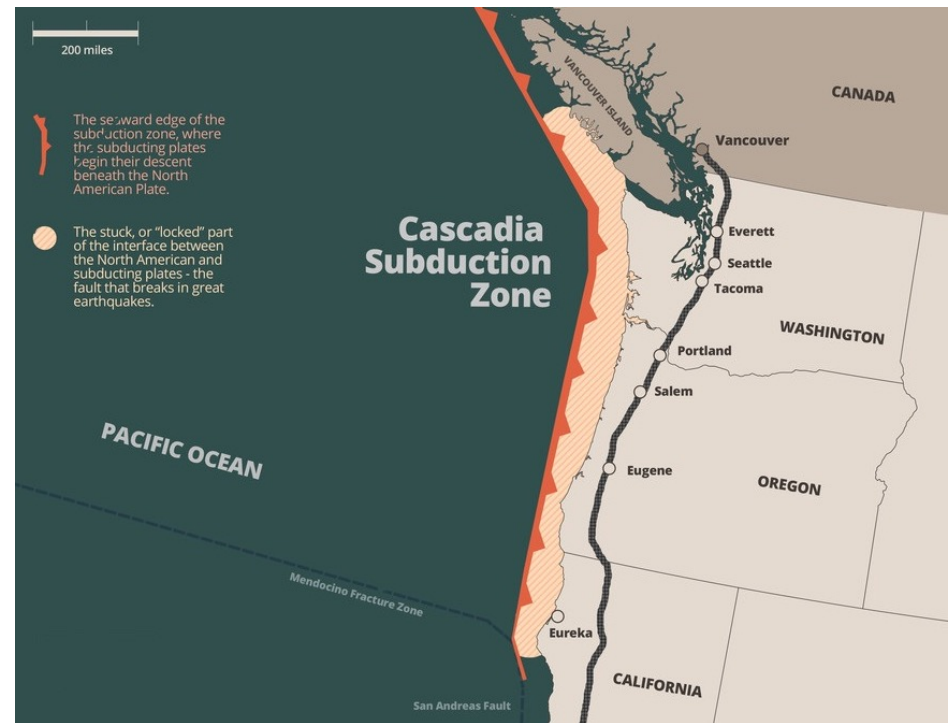 200 miles
The seaward edge of the
subduction zone, where
the subducting plates
begin their descent
beneath the North
American Plate.
The stuck, or “locked” part
of the interface between
the North American and
subducting plates - the
fault that breaks in great
earthquakes.
Cascadia
Subduction
Zone
PACIFIC OCEAN
Mendocino Fracture Zone
San Andreas Fault
VANCOUVER ISLAND
CANADA
Vancouver
Everett
Seattle
Tacoma
WASHINGTON
Portland
Salem
Eugene
OREGON
Eureka
CALIFORNIA